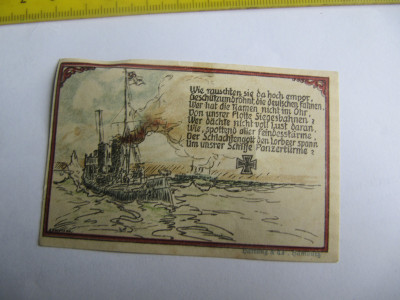 Wie rauschten sie da hoch empor,
Geschützumdröhnt, die deutschen Fahnen.
Wer hat die Namen nicht im Ohr,
Von unsrer Flotte Siegesbahnen?
Wer dächte nicht voll Lust daran,
Wie, spottend aller Feindesstürme
Der Schlachtengott den Lorbeer spann
Um unsrer Schiffe Panzertürme?